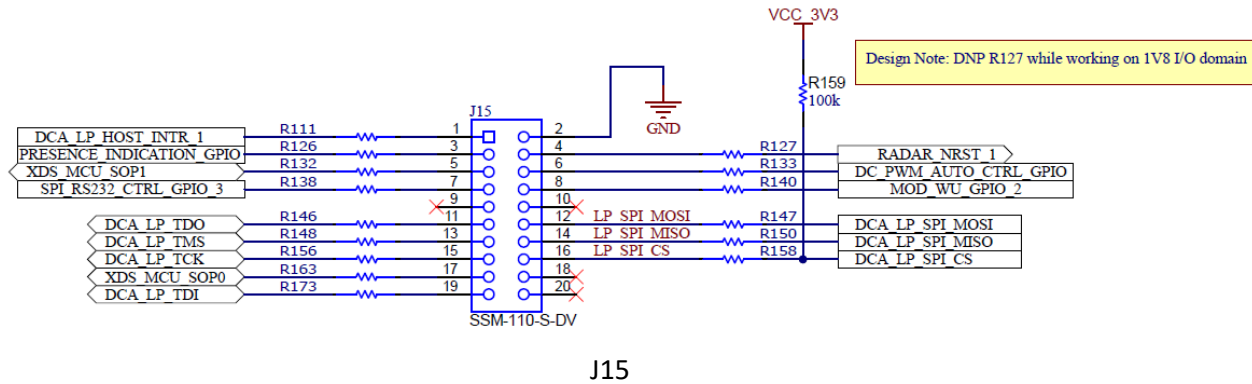 VCC_3V3
Design Note: DNP R127 while working on 1V8 I/O domain
R159
100k
J15
GND
DCA_LP_HOST_INTR_1 R111 1 2
PRESENCE_INDICATION_GPIO R126 3 4 R127 RADAR_NRST_1
XDS_MCU_SOP1 R132 5 6 R133 DC_PWM_AUTO_CTRL_GPIO
SPI_RS232_CTRL_GPIO_3 R138 7 8 R140 MOD_WU_GPIO_2
9 10
DCA_LP_TDO R146 11 12 LP_SPI_MOSI R147 DCA_LP_SPI_MOSI
DCA_LP_TMS R148 13 14 LP_SPI_MISO R150 DCA_LP_SPI_MISO
DCA_LP_TCK R156 15 16 LP_SPI_CS R158 DCA_LP_SPI_CS
XDS_MCU_SOP0 R163 17 18
DCA_LP_TDI R173 19 20
SSM-110-S-DV
J15